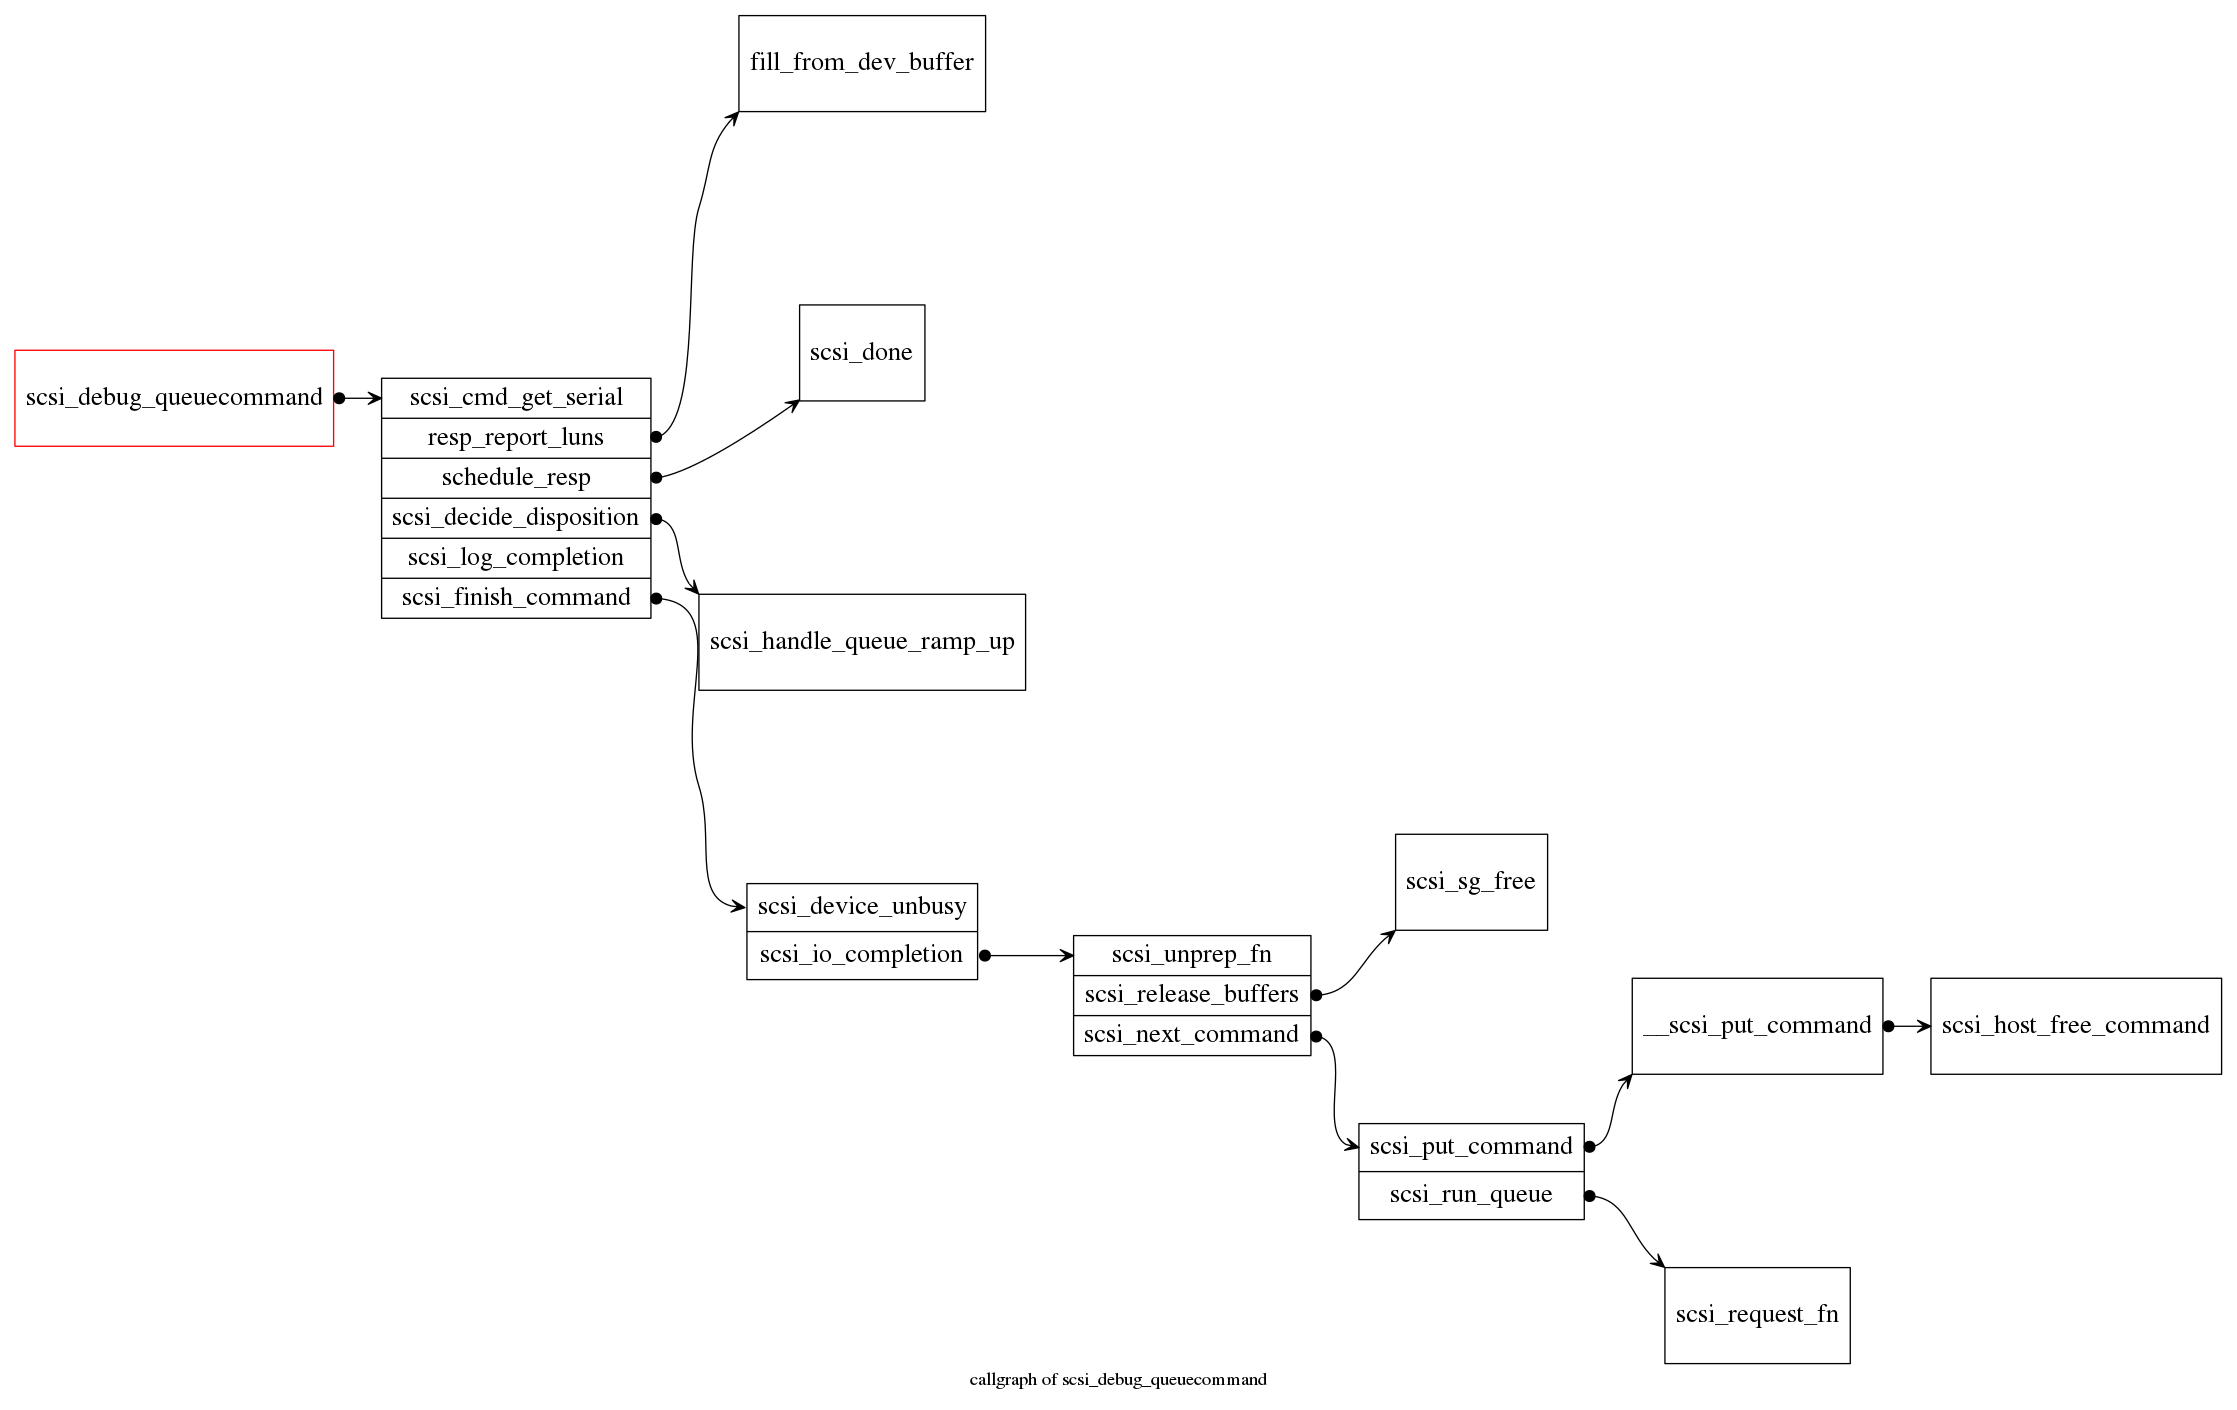 fill_from_dev_buffer
scsi_done
scsi_debug_queuecommand
scsi_cmd_get_serial
resp_report_luns
schedule_resp
scsi_decide_disposition
scsi_log_completion
scsi_finish_command
scsi_handle_queue_ramp_up
scsi_device_unbusy
scsi_io_completion
scsi_unprep_fn
scsi_release_buffers
scsi_next_command
scsi_sg_free
scsi_put_command
scsi_run_queue
__scsi_put_command
scsi_host_free_command
scsi_request_fn
callgraph of scsi_debug_queuecommand